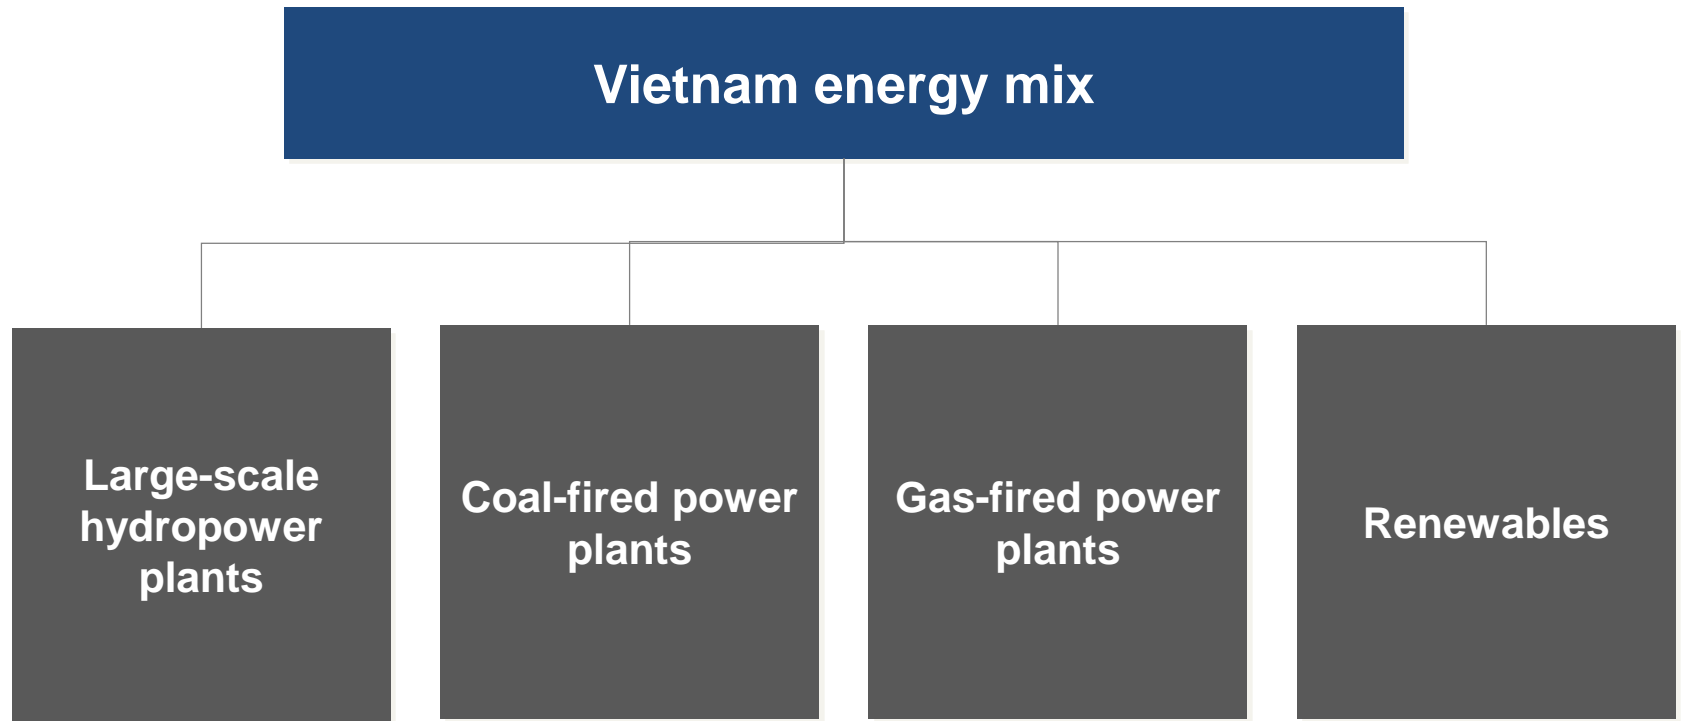 Vietnam energy mix
Large-scale
hydropower
plants
Coal-fired power
plants
Gas-fired power
plants
Renewables